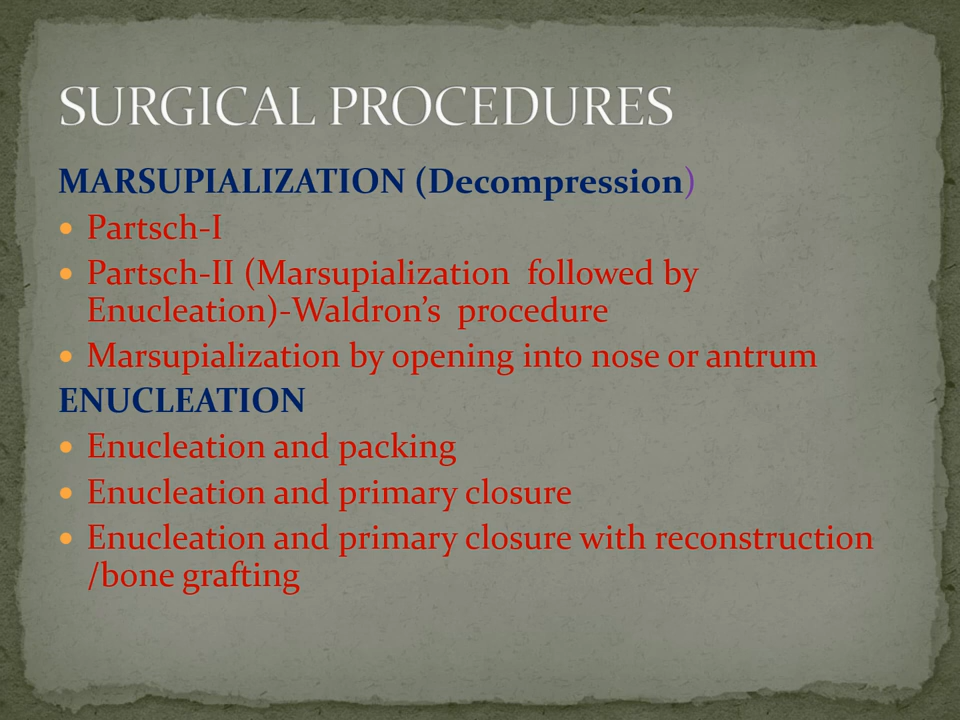 SURGICAL PROCEDURES
MARSUPIALIZATION (Decompression)
• Partsch-I
• Partsch-II (Marsupialization followed by
Enucleation)-Waldron’s procedure
• Marsupialization by opening into nose or antrum
ENUCLEATION
• Enucleation and packing
• Enucleation and primary closure
• Enucleation and primary closure with reconstruction
/bone grafting